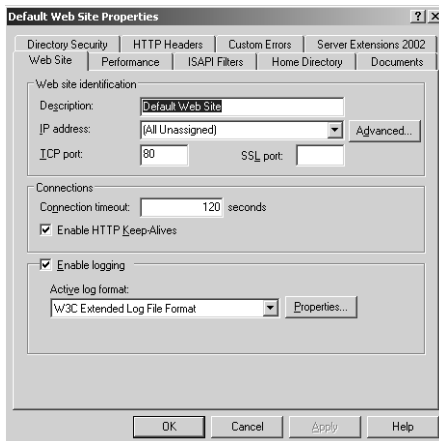 Default Web Site Properties
Directory Security HTTP Headers Custom Errors Server Extensions 2002
Web Site Performance ISAPI Filters Home Directory Documents
Web site identification
Description: Default Web Site
IP address: (All Unassigned) Advanced...
TCP port: 80 SSL port:
Connections
Connection timeout: 120 seconds
Enable HTTP Keep-Alives
Enable logging
Active log format:
W3C Extended Log File Format Properties...
OK Cancel Apply Help